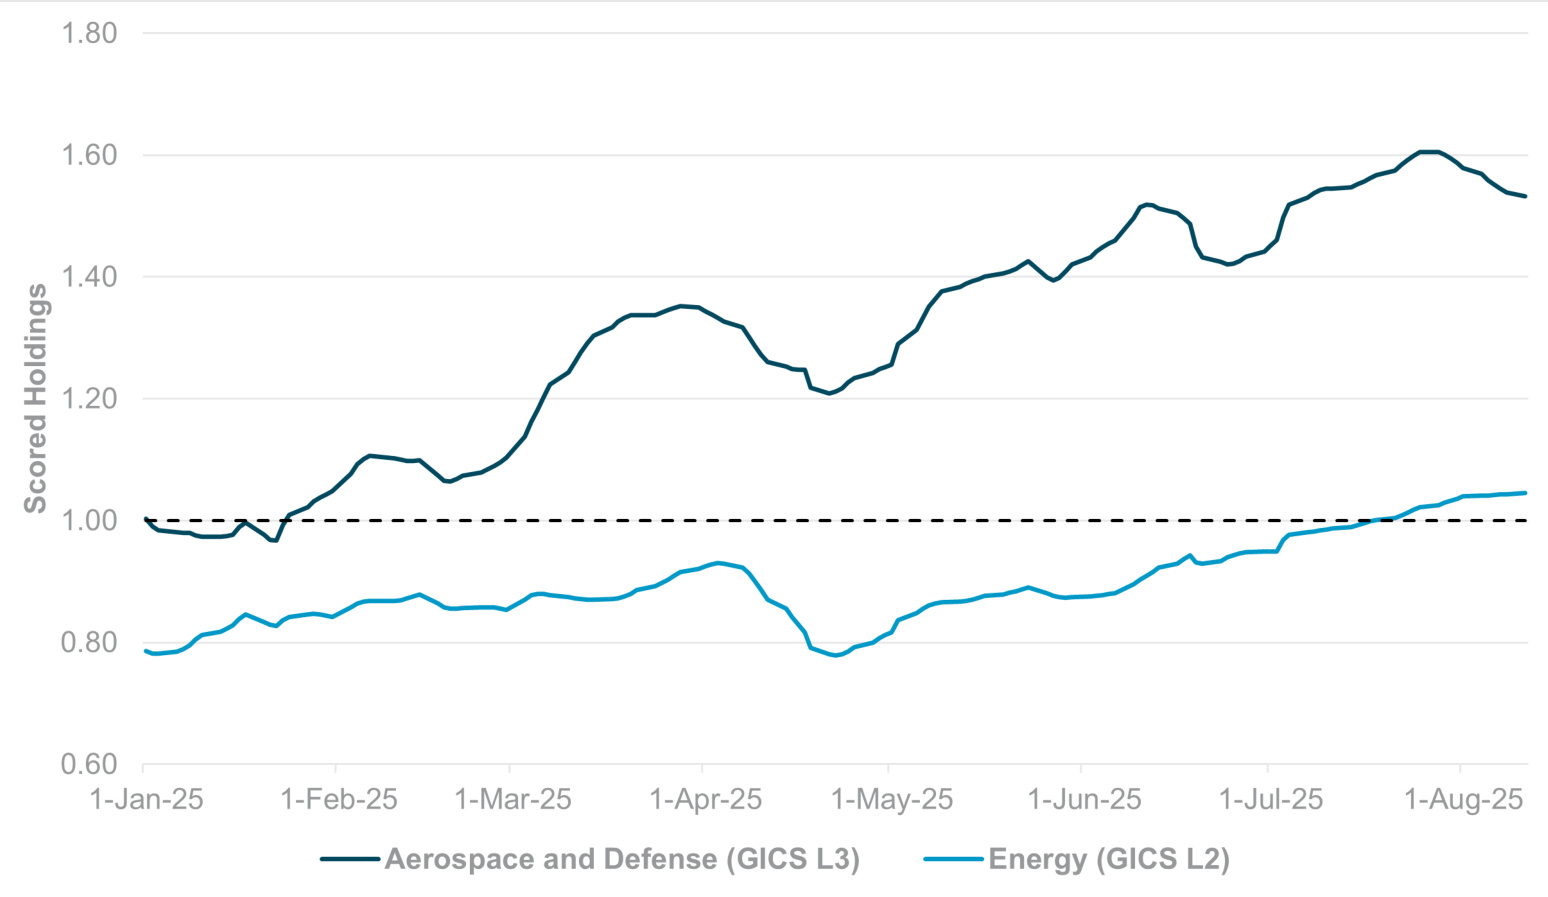 1.80
1.60
1.40
1.20
1.00
0.80
0.60
Scored Holdings
1-Jan-25 1-Feb-25 1-Mar-25 1-Apr-25 1-May-25 1-Jun-25 1-Jul-25 1-Aug-25
Aerospace and Defense (GICS L3) Energy (GICS L2)